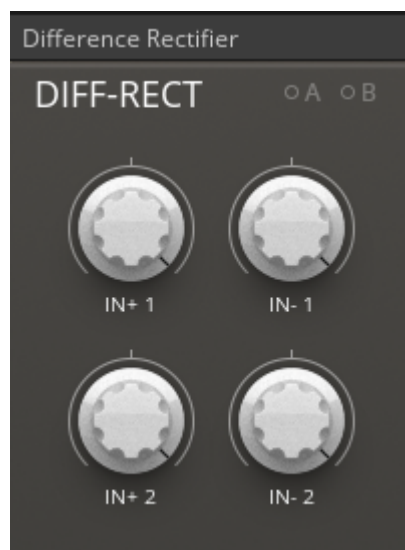 Difference Rectifier
DIFF-RECT A B
IN+ 1 IN- 1
IN+ 2 IN- 2